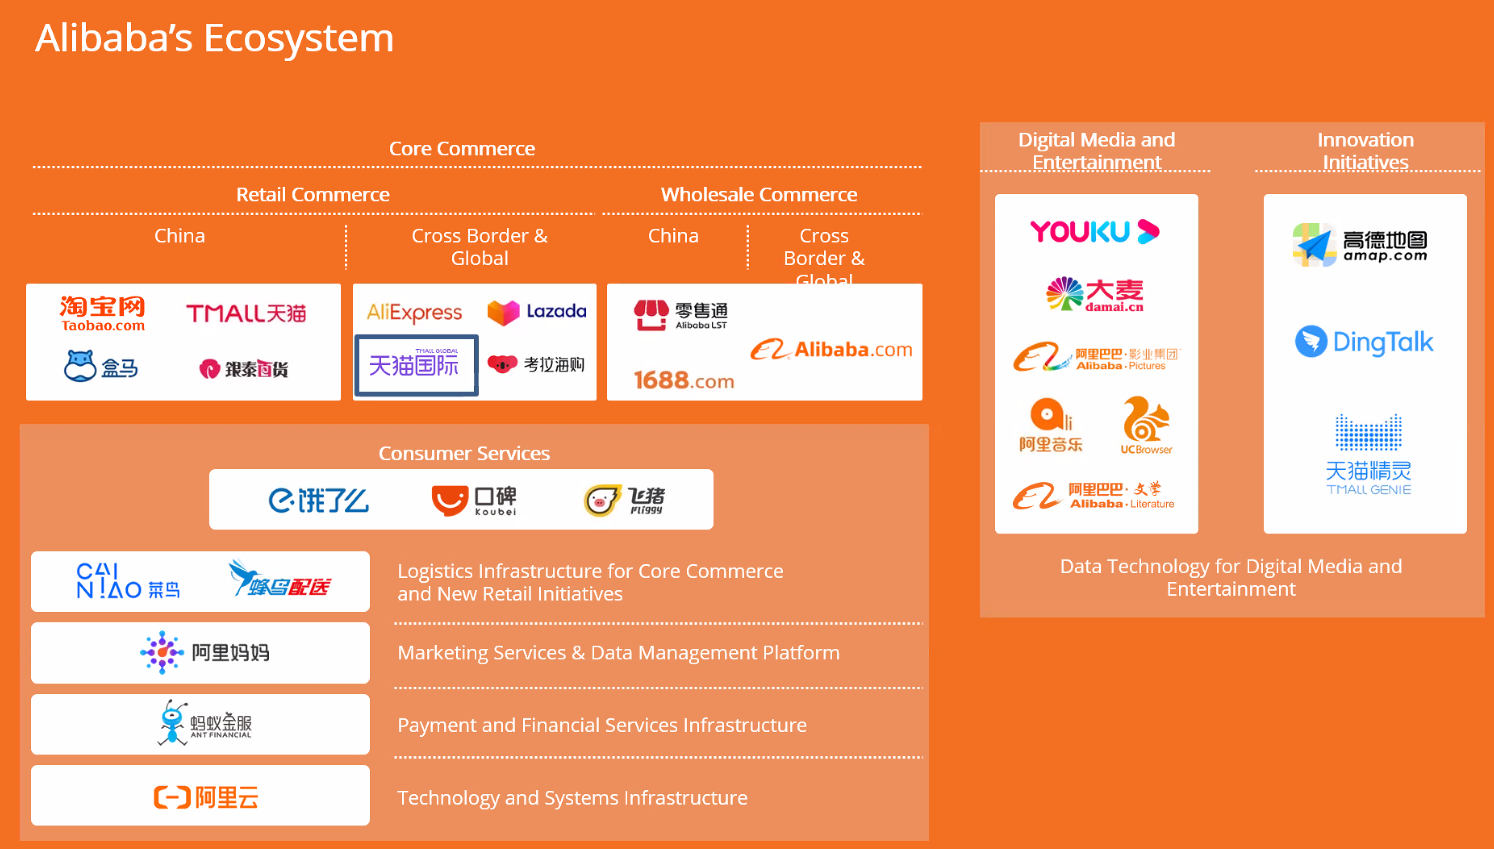 Alibaba's Ecosystem
Core Commerce
Retail Commerce
Wholesale Commerce
China
Cross Border &
Global
China
Cross
Border &
Global
淘宝网
Taobao.com
TMALL天猫
盒马
银泰百货
AliExpress
Lazada
TMALL GLOBAL
天猫国际
考拉海购
零售通
Alibaba LST
1688.com
Alibaba.com
Consumer Services
饿了么
口碑
Koubei
飞猪
Fliggy
CAI
NIAO 菜鸟
蜂鸟配送
Logistics Infrastructure for Core Commerce
and New Retail Initiatives
阿里妈妈
Marketing Services & Data Management Platform
蚂蚁金服
ANT FINANCIAL
Payment and Financial Services Infrastructure
阿里云
Technology and Systems Infrastructure
Digital Media and
Entertainment
YOUKU
大麦
damai.cn
阿里巴巴·影业集团
Alibaba·Pictures
ali
阿里音乐
UCBrowser
阿里巴巴·文学
Alibaba·Literature
Innovation
Initiatives
高德地图
amap.com
DingTalk
天猫精灵
TMALL GENIE
Data Technology for Digital Media and
Entertainment